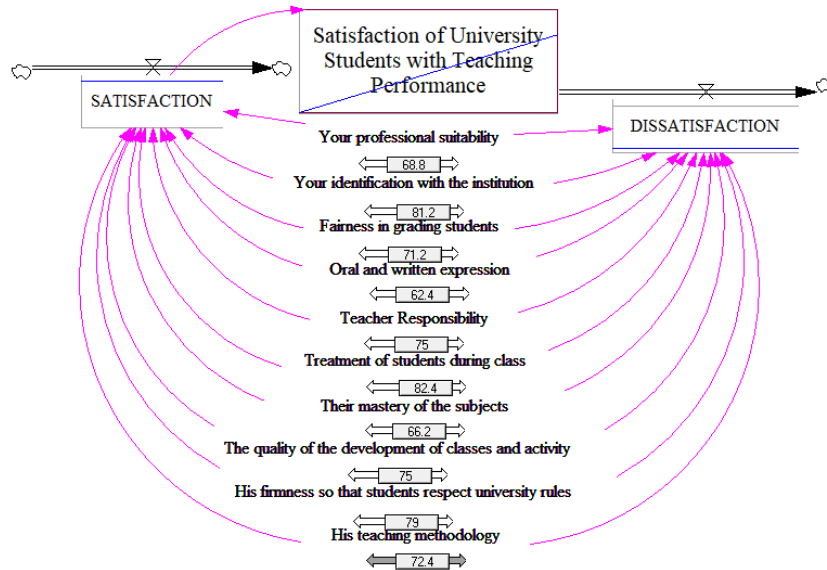 Satisfaction of University
Students with Teaching
Performance
SATISFACTION
DISSATISFACTION
Your professional suitability
68.8
Your identification with the institution
81.2
Fairness in grading students
71.2
Oral and written expression
62.4
Teacher Responsibility
75
Treatment of students during class
82.4
Their mastery of the subjects
66.2
The quality of the development of classes and activity
75
His firmness so that students respect university rules
79
His teaching methodology
72.4